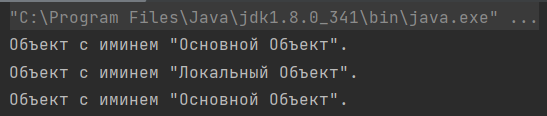 "C:\Program Files\Java\jdk1.8.0_341\bin\java.exe" ...
Объект с иминем "Основной Объект".
Объект с иминем "Локальный Объект".
Объект с иминем "Основной Объект".